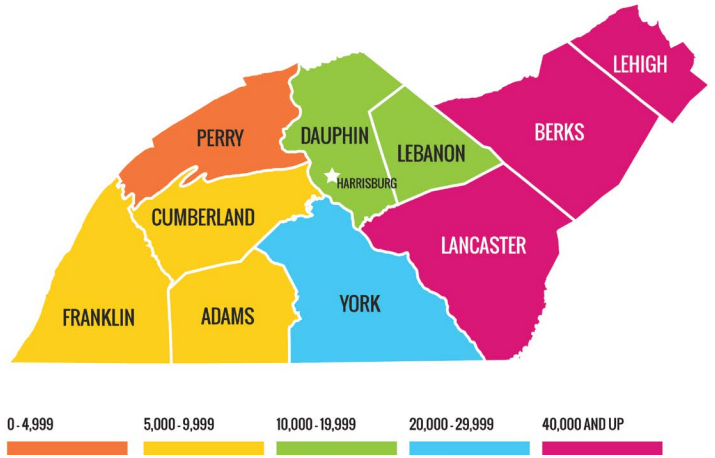 LEHIGH
BERKS
PERRY
DAUPHIN
LEBANON
HARRISBURG
CUMBERLAND
LANCASTER
FRANKLIN
ADAMS
YORK
0-4,999
5,000-9,999
10,000-19,999
20,000-29,999
40,000 AND UP